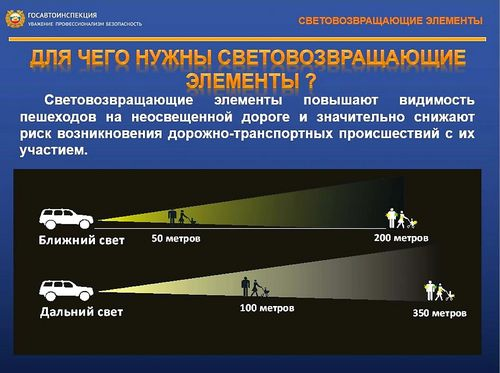 ГОСАВТОИНСПЕКЦИЯ
УВАЖЕНИЕ ПРОФЕССИОНАЛИЗМ БЕЗОПАСНОСТЬ
СВЕТОВОЗВРАЩАЮЩИЕ ЭЛЕМЕНТЫ
ДЛЯ ЧЕГО НУЖНЫ СВЕТОВОЗВРАЩАЮЩИЕ
ЭЛЕМЕНТЫ ?
Световозвращающие элементы повышают видимость
пешеходов на неосвещенной дороге и значительно снижают
риск возникновения дорожно-транспортных происшествий с их
участием.
Ближний свет 50 метров 200 метров
Дальний свет 100 метров 350 метров